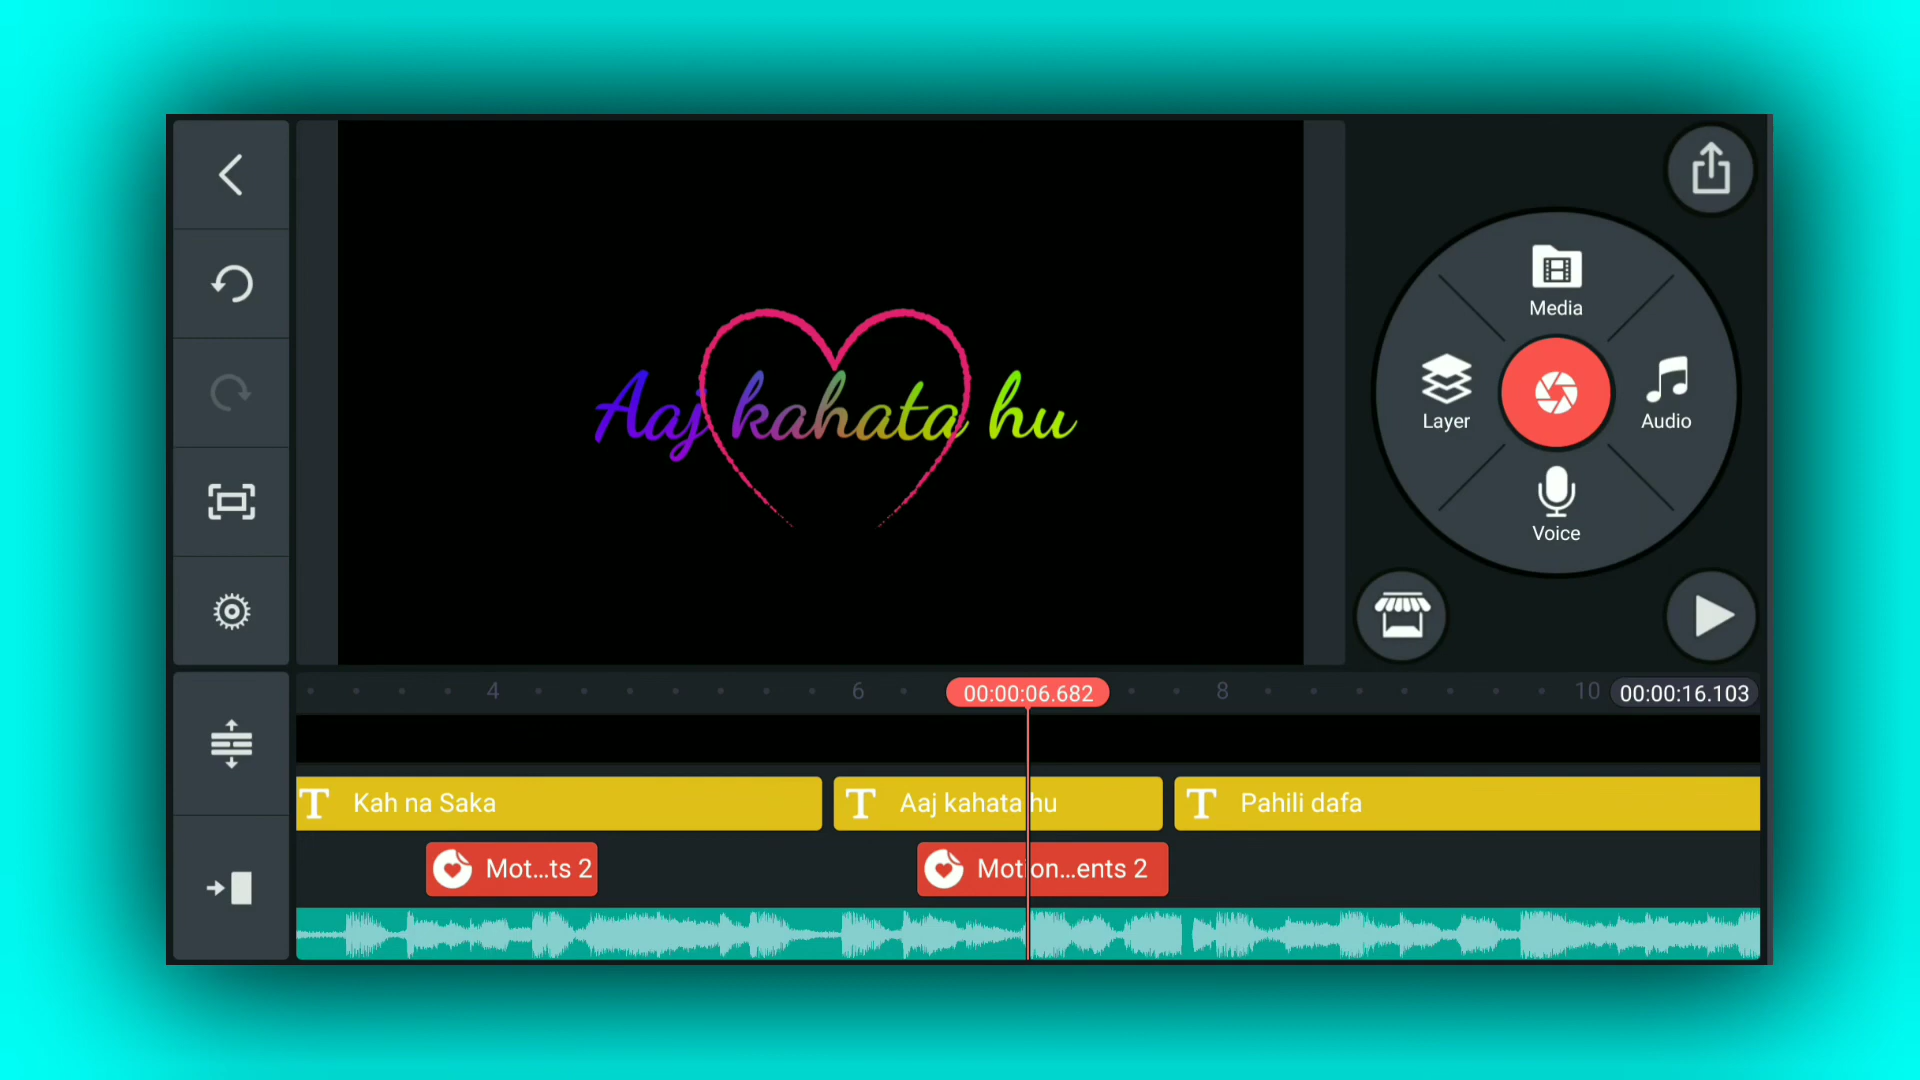 Aaj kahata hu
Media
Layer
Audio
Voice
4
6
00:00:06.682
8
10
00:00:16.103
Kah na Saka
Aaj kahata hu
Pahili dafa
Mot...ts 2
Motion...ents 2